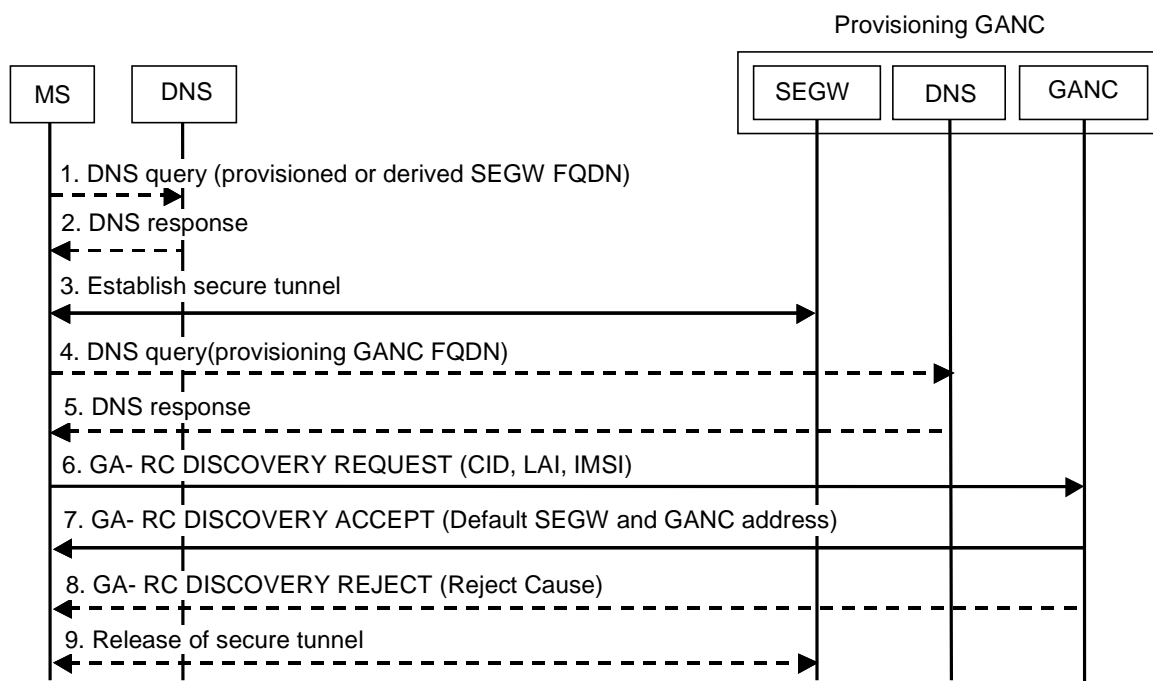 Provisioning GANC
MS
DNS
SEGW
DNS
GANC
1. DNS query (provisioned or derived SEGW FQDN)
2. DNS response
3. Establish secure tunnel
4. DNS query(provisioning GANC FQDN)
5. DNS response
6. GA- RC DISCOVERY REQUEST (CID, LAI, IMSI)
7. GA- RC DISCOVERY ACCEPT (Default SEGW and GANC address)
8. GA- RC DISCOVERY REJECT (Reject Cause)
9. Release of secure tunnel